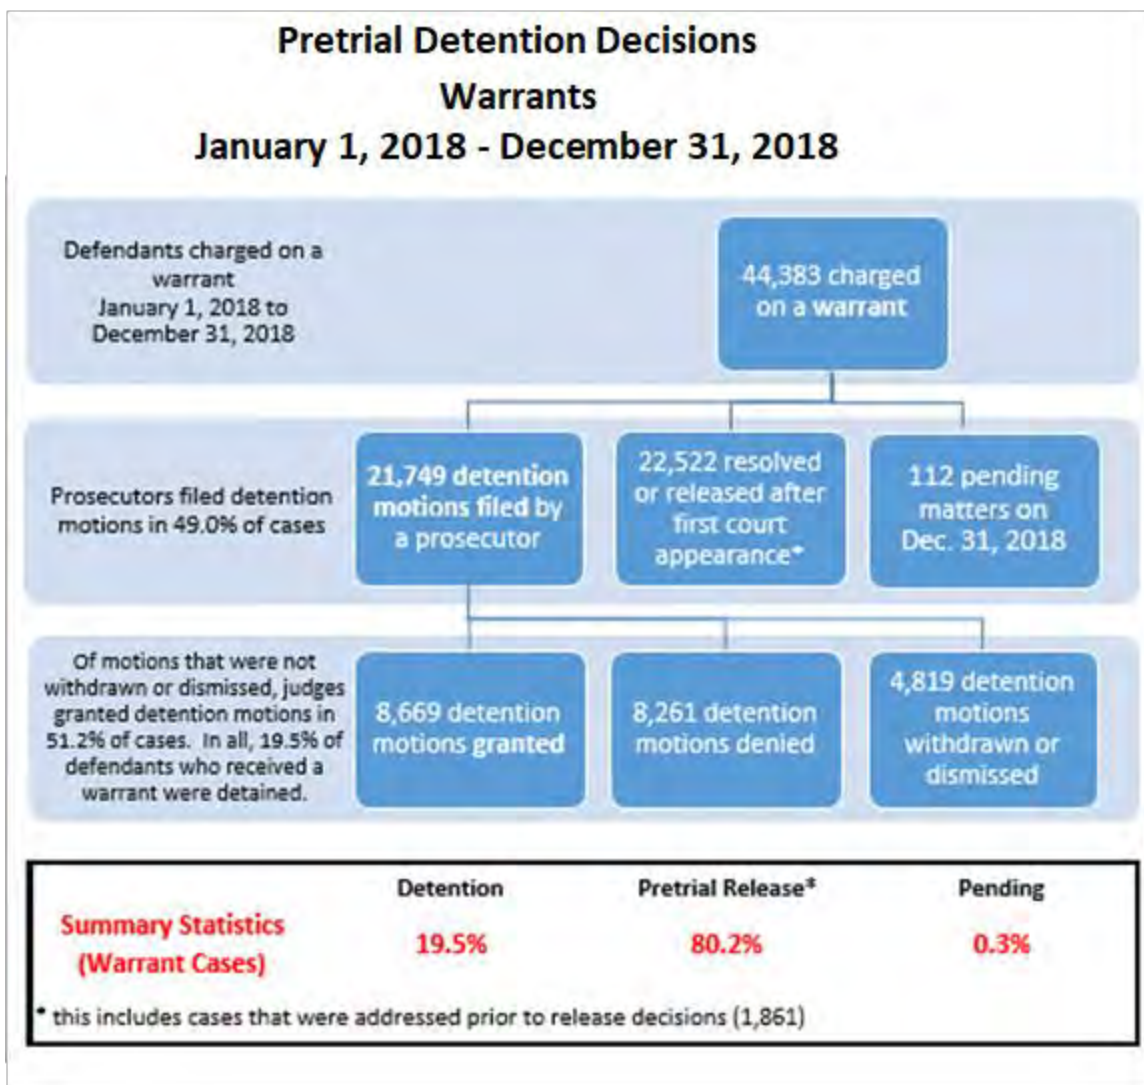 Pretrial Detention Decisions
Warrants
January 1, 2018 - December 31, 2018
Defendants charged on a
warrant
January 1, 2018 to
December 31, 2018
44,383 charged
on a warrant
Prosecutors filed detention
motions in 49.0% of cases
21,749 detention
motions filed by
a prosecutor
22,522 resolved
or released after
first court
appearance*
112 pending
matters on
Dec. 31, 2018
Of motions that were not
withdrawn or dismissed, judges
granted detention motions in
51.2% of cases. In all, 19.5% of
defendants who received a
warrant were detained.
8,669 detention
motions granted
8,261 detention
motions denied
4,819 detention
motions
withdrawn or
dismissed
Detention Pretrial Release* Pending
Summary Statistics
(Warrant Cases)
19.5% 80.2% 0.3%
* this includes cases that were addressed prior to release decisions (1,861)